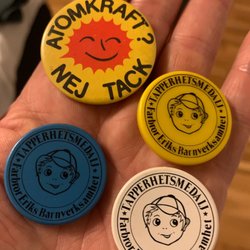 ATOMKRAFT?
NEJ TACK
TAPPERHETSMEDALJ
Farbror Eriks Barnverksamhet
TAPPERHETSMEDALJ
Farbror Eriks Barnverksamhet
TAPPERHETSMEDALJ
Farbror Eriks Barnverksamhet